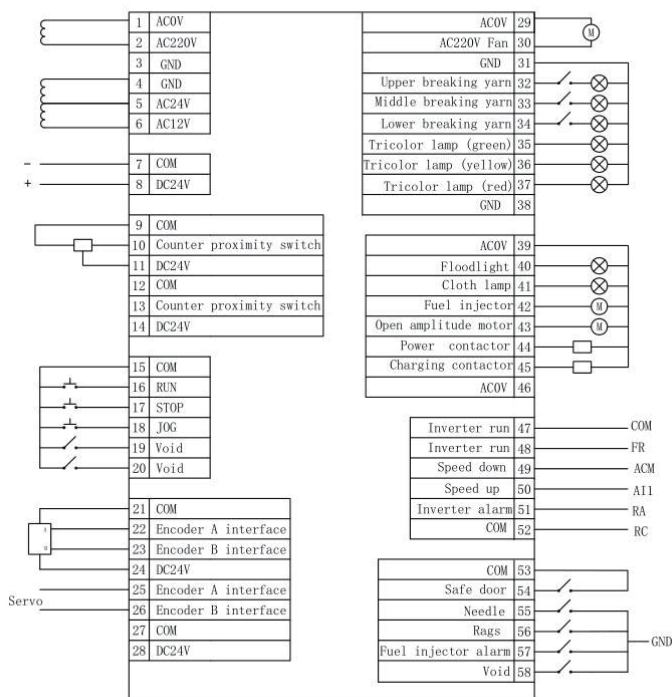 1 AC0V
2 AC220V
3 GND
4 GND
5 AC24V
6 AC12V
- 7 COM
+ 8 DC24V
9 COM
10 Counter proximity switch
11 DC24V
12 COM
13 Counter proximity switch
14 DC24V
15 COM
16 RUN
17 STOP
18 JOG
19 Void
20 Void
21 COM
22 Encoder A interface
23 Encoder B interface
24 DC24V
25 Encoder A interface
Servo
26 Encoder B interface
27 COM
28 DC24V
AC0V 29
M
AC220V Fan 30
GND 31
Upper breaking yarn 32
Middle breaking yarn 33
Lower breaking yarn 34
Tricolor lamp (green) 35
Tricolor lamp (yellow) 36
Tricolor lamp (red) 37
GND 38
AC0V 39
Floodlight 40
Cloth lamp 41
Fuel injector 42 M
Open amplitude motor 43 M
Power contactor 44
Charging contactor 45
AC0V 46
Inverter run 47 COM
Inverter run 48 FR
Speed down 49 ACM
Speed up 50 AI1
Inverter alarm 51 RA
COM 52 RC
COM 53
Safe door 54
Needle 55
Rags 56
GND
Fuel injector alarm 57
Void 58